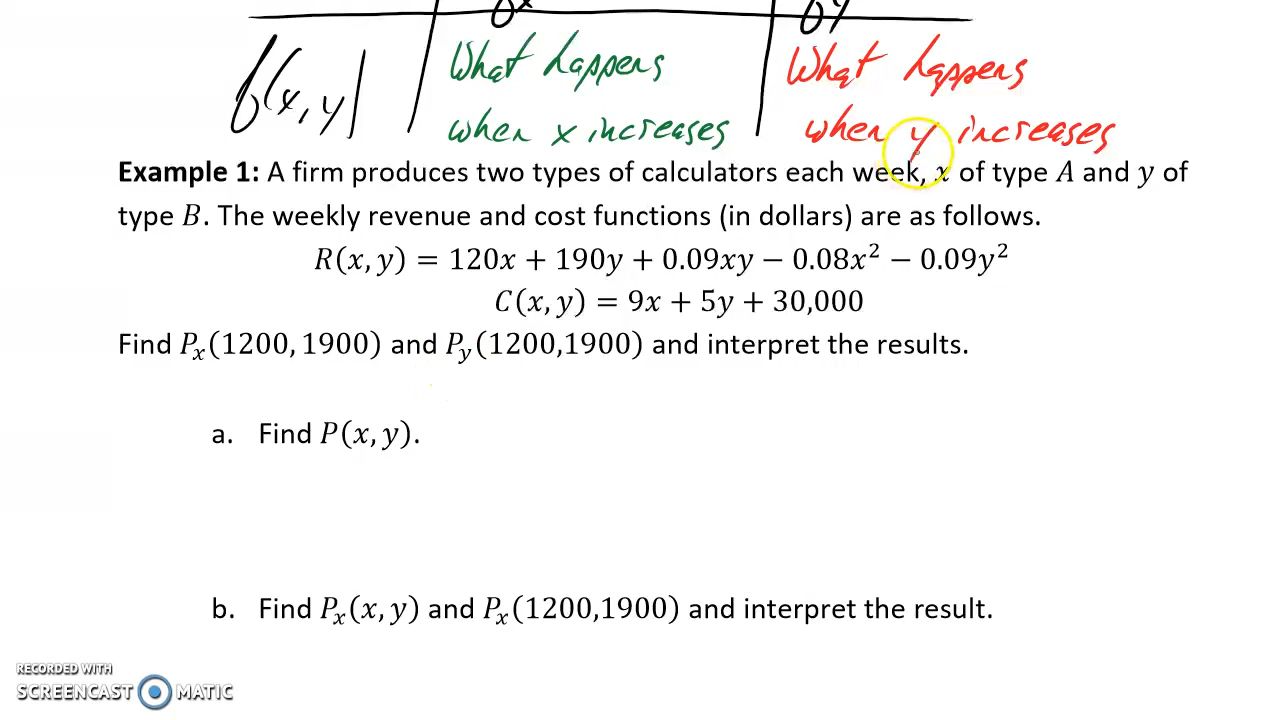 fx fy
f(x,y) What happens What happens
when x increases when y increases
Example 1: A firm produces two types of calculators each week, x of type A and y of
type B. The weekly revenue and cost functions (in dollars) are as follows.
R(x, y) = 120x + 190y + 0.09xy − 0.08x² − 0.09y²
C(x, y) = 9x + 5y + 30,000
Find Pₓ(1200, 1900) and P_y(1200,1900) and interpret the results.
a. Find P(x, y).
b. Find Pₓ(x, y) and Pₓ(1200,1900) and interpret the result.
RECORDED WITH
SCREENCAST MATIC